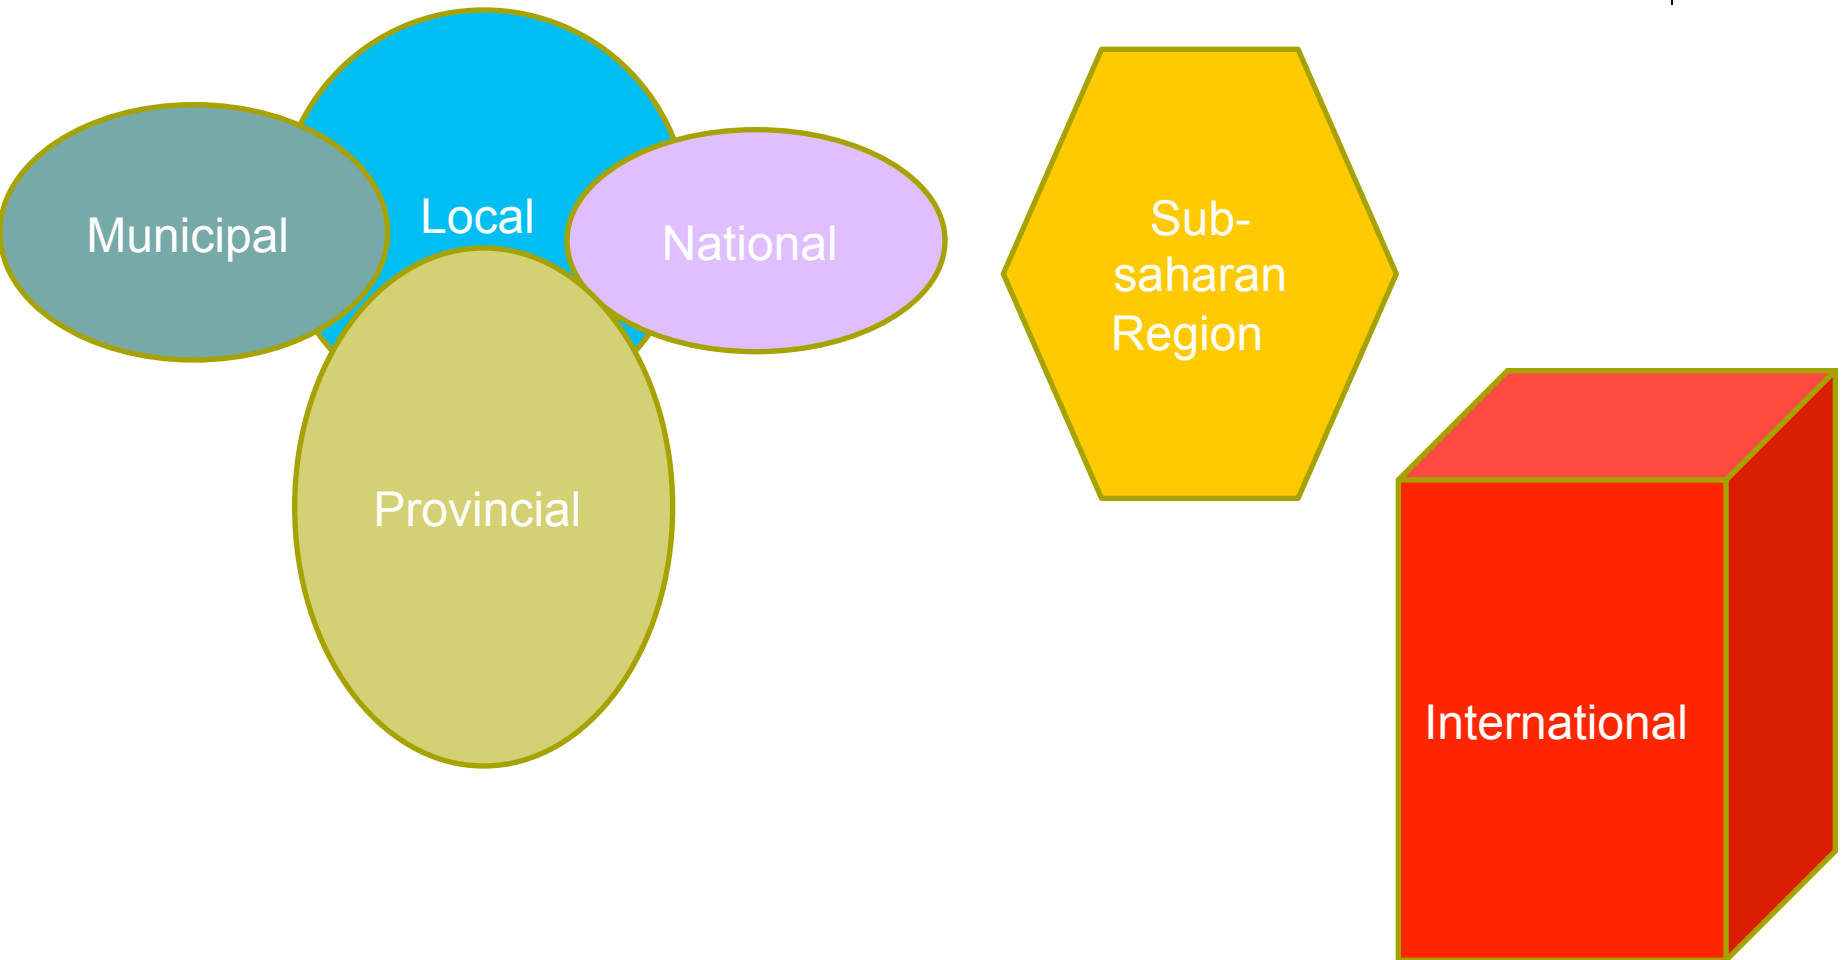 Municipal
Local
National
Provincial
Sub-
saharan
Region
International